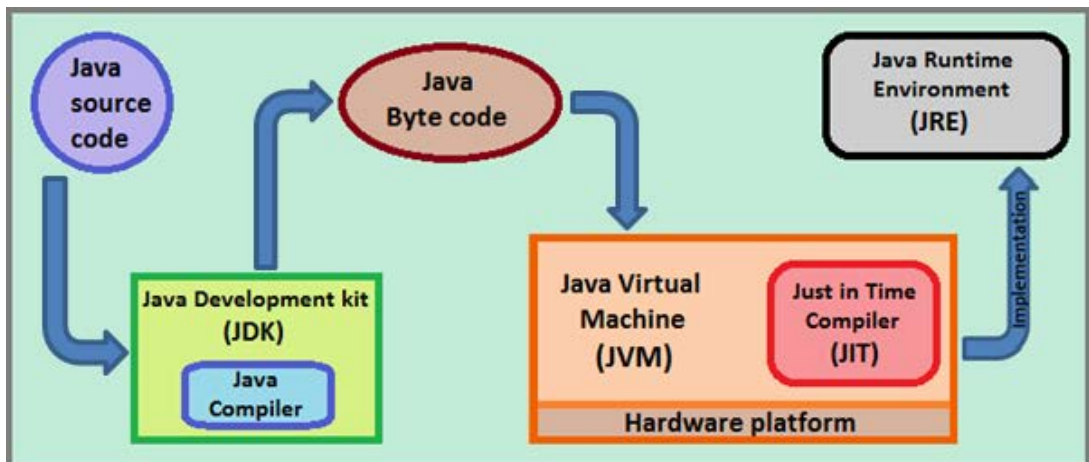 Java
source
code
Java
Byte code
Java Runtime
Environment
(JRE)
Java Development kit
(JDK)
Java
Compiler
Java Virtual
Machine
(JVM)
Just in Time
Compiler
(JIT)
Hardware platform
Implementation